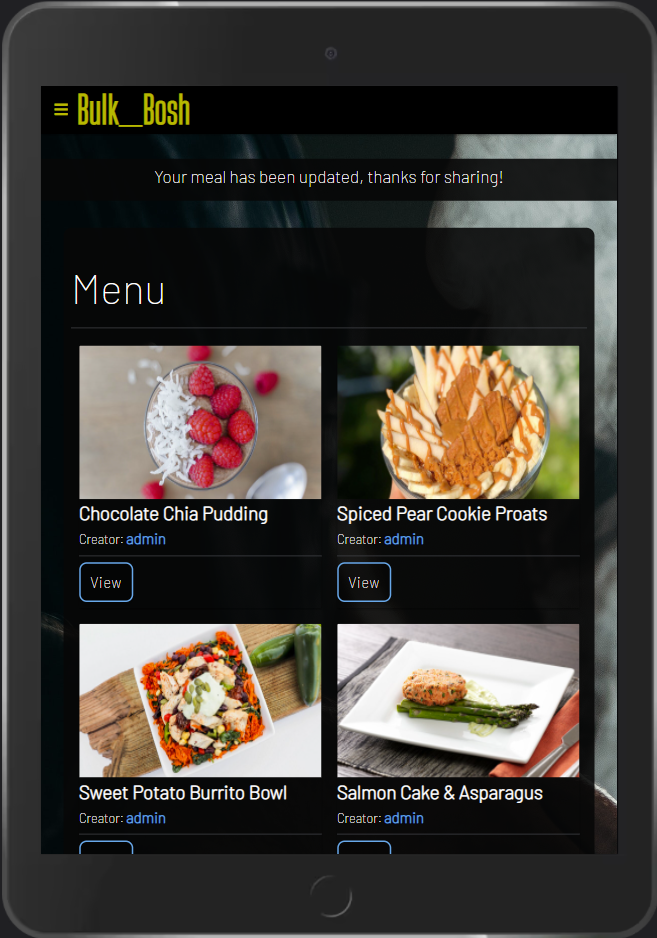 Bulk_Bosh
Your meal has been updated, thanks for sharing!
Menu
Chocolate Chia Pudding
Creator: admin
View
Spiced Pear Cookie Proats
Creator: admin
View
Sweet Potato Burrito Bowl
Creator: admin
Salmon Cake & Asparagus
Creator: admin